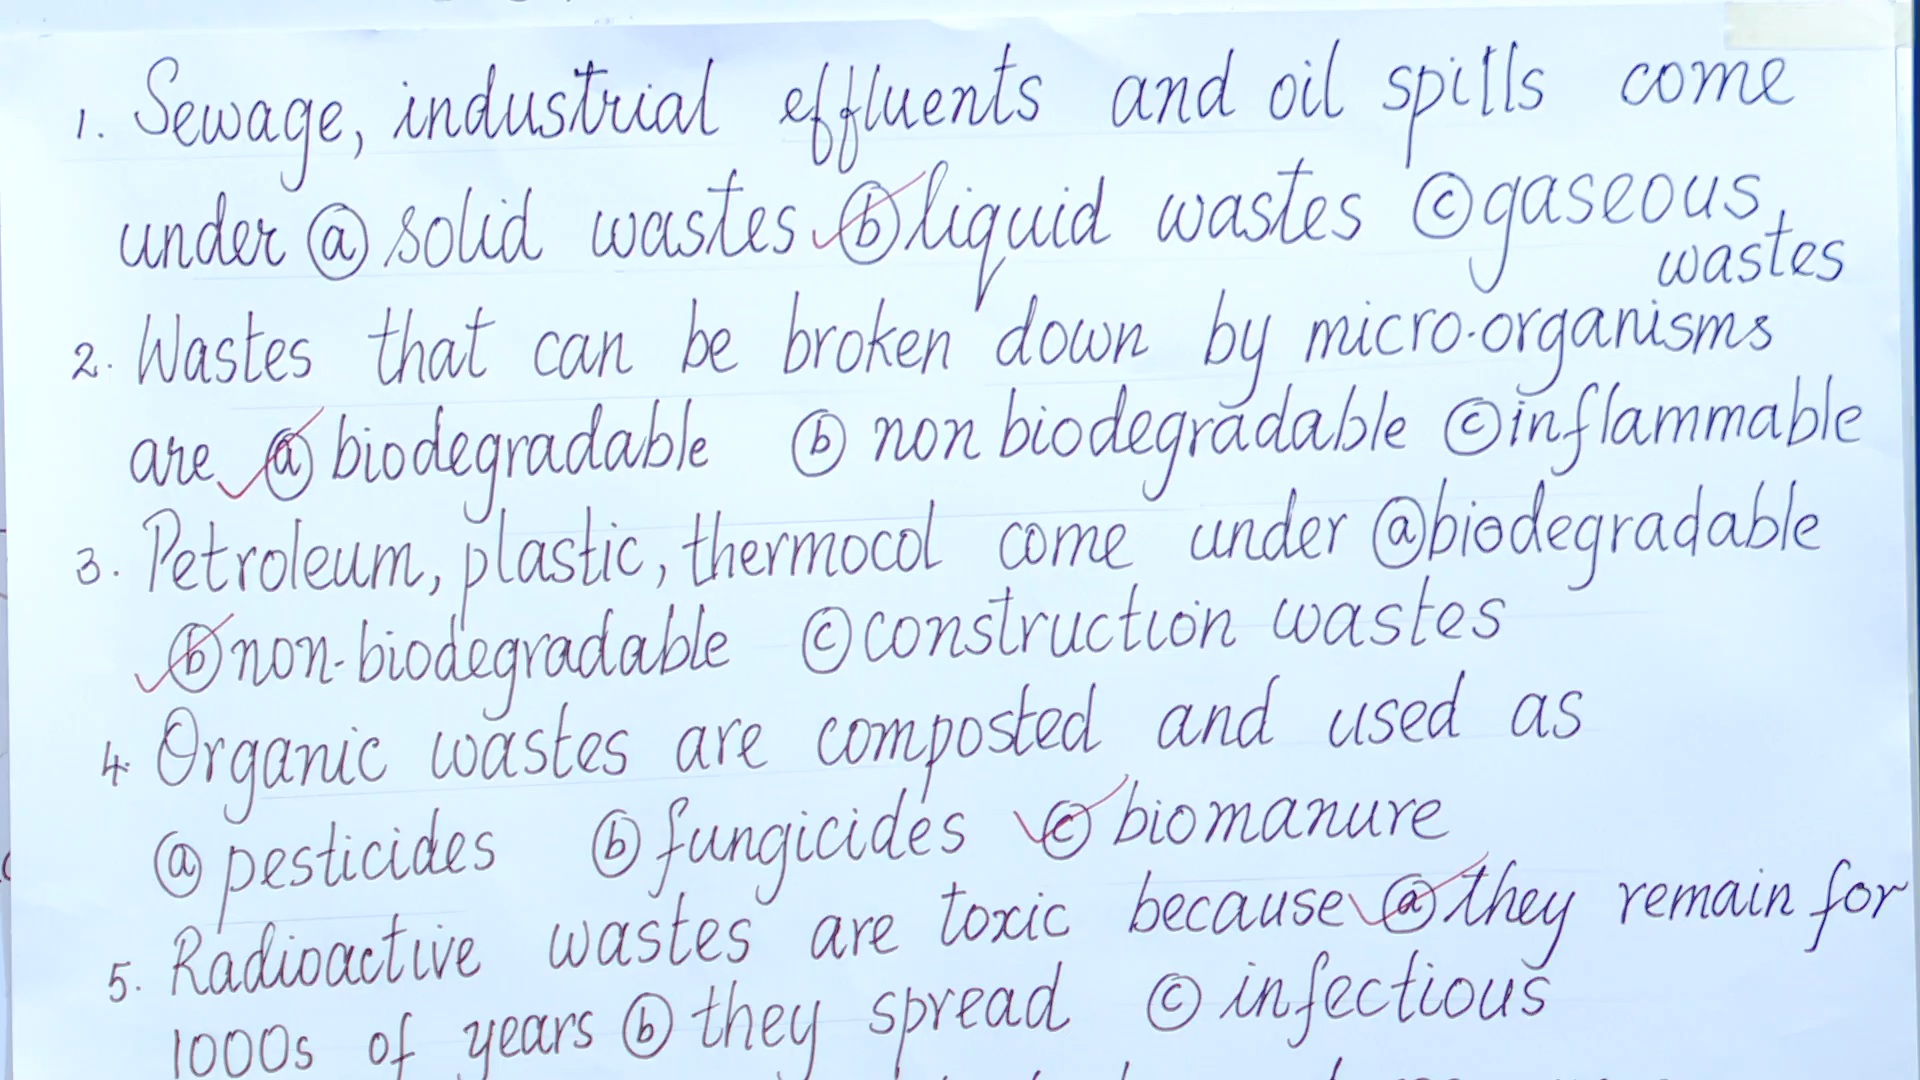 1. Sewage, industrial effluents and oil spills come
under ⓐ solid wastes ⓑ liquid wastes ⓒ gaseous
wastes
2. Wastes that can be broken down by micro-organisms
are ⓐ biodegradable ⓑ non biodegradable ⓒ inflammable
3. Petroleum, plastic, thermocol come under ⓐ biodegradable
ⓑ non-biodegradable ⓒ construction wastes
4. Organic wastes are composted and used as
ⓐ pesticides ⓑ fungicides ⓒ biomanure
5. Radioactive wastes are toxic because ⓐ they remain for
1000s of years ⓑ they spread ⓒ infectious